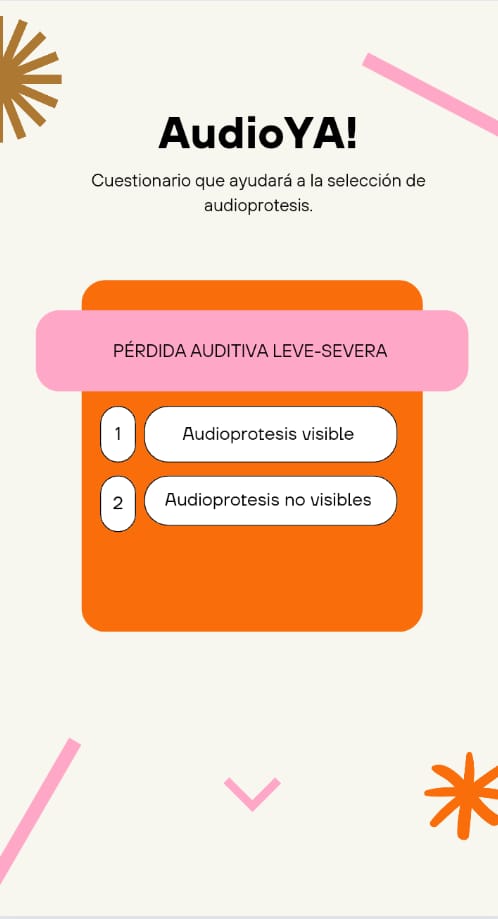 AudioYA!
Cuestionario que ayudará a la selección de
audioprotesis.
PÉRDIDA AUDITIVA LEVE-SEVERA
1 Audioprotesis visible
2 Audioprotesis no visibles